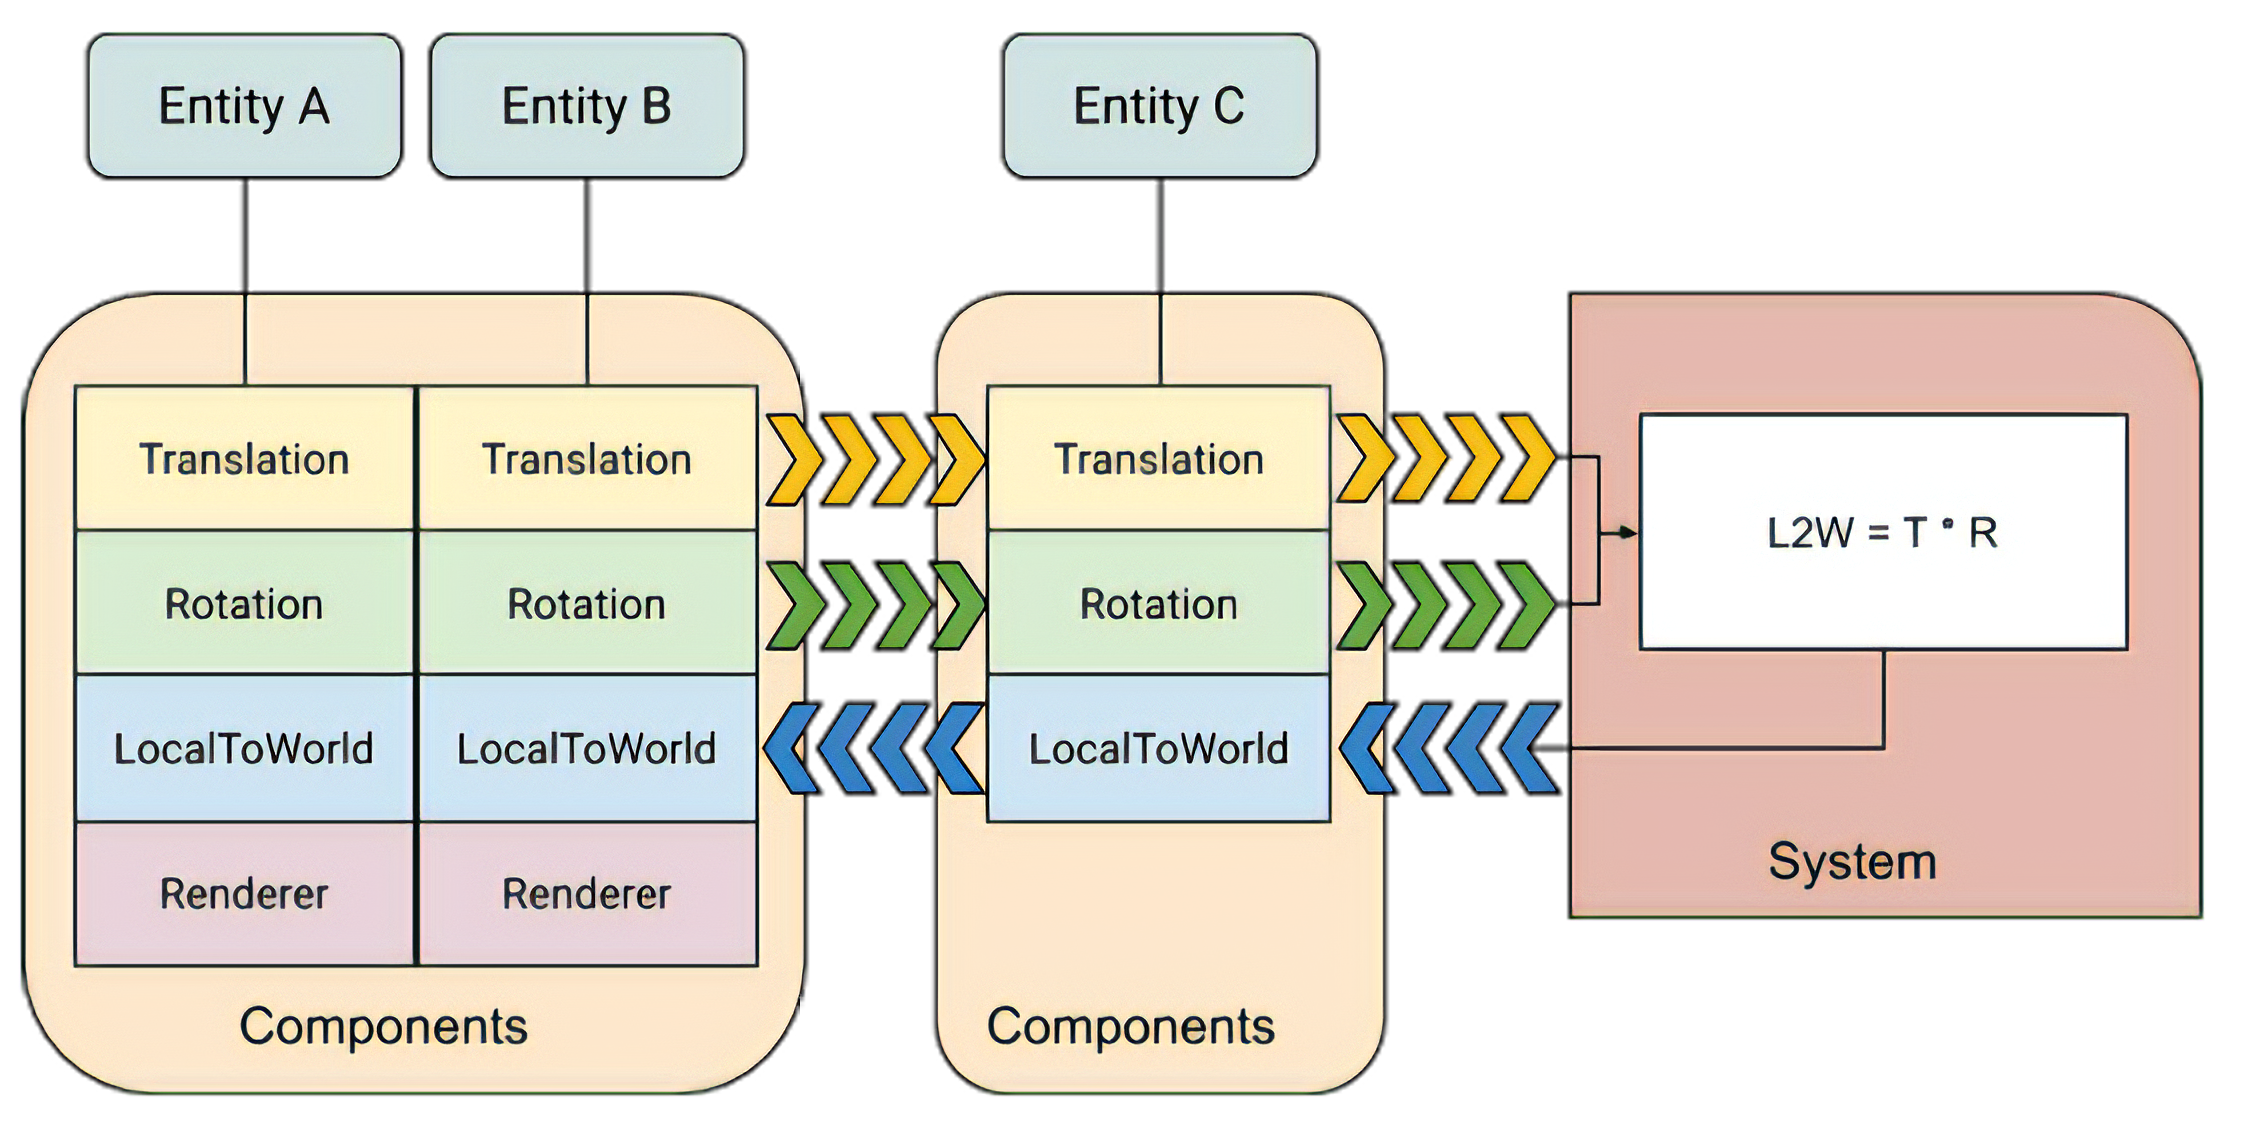 Entity A
Entity B
Entity C
Translation
Translation
Translation
Rotation
Rotation
Rotation
L2W = T * R
LocalToWorld
LocalToWorld
LocalToWorld
Renderer
Renderer
System
Components
Components